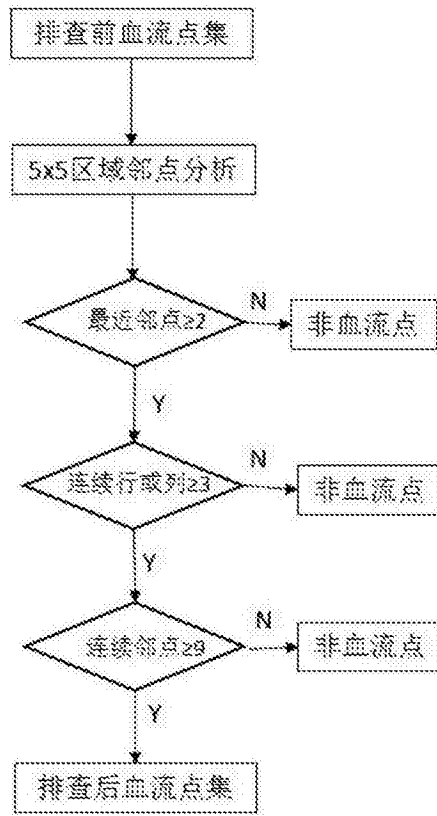 排查前血流点集
5x5区域邻点分析
最近邻点≥2
N
非血流点
Y
连续行或列≥3
N
非血流点
Y
连续邻点≥9
N
非血流点
Y
排查后血流点集